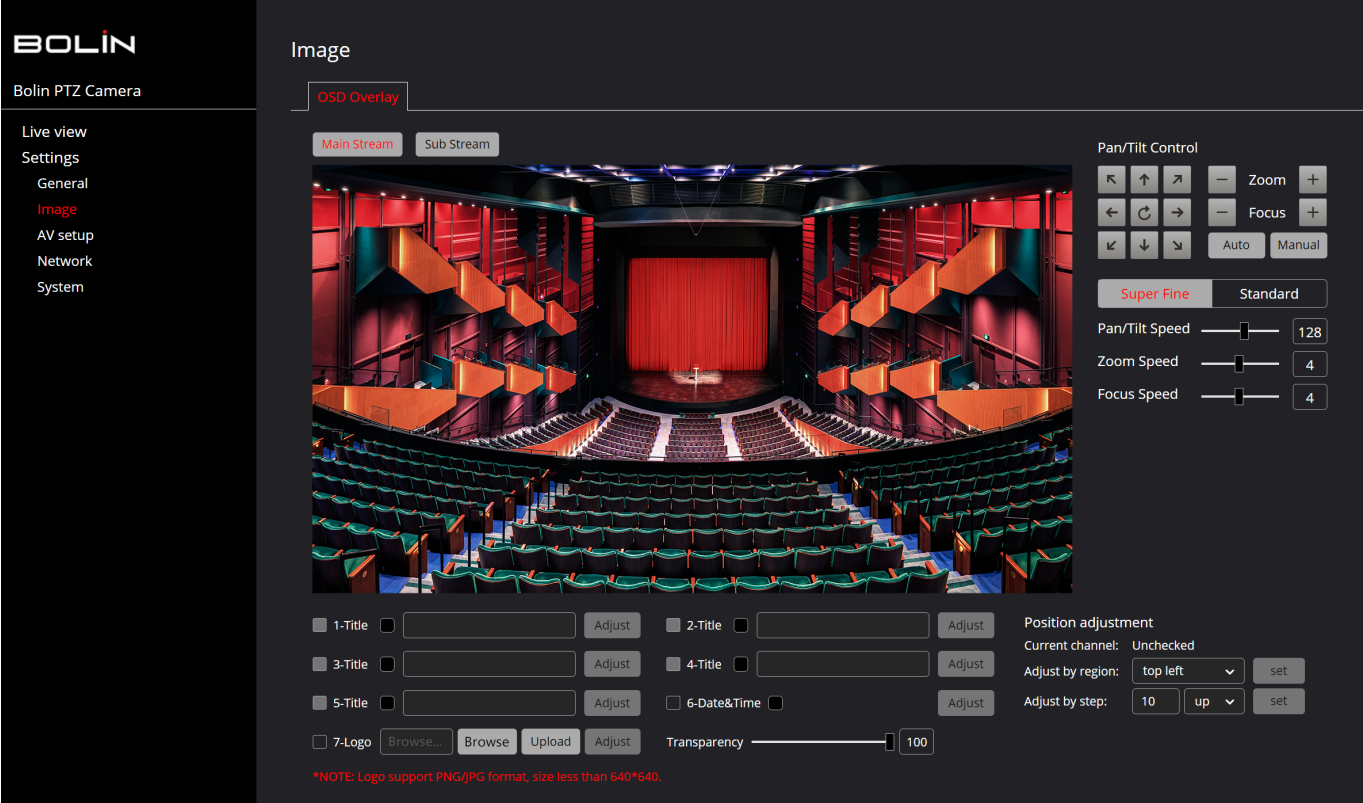 BOLIN
Bolin PTZ Camera
Live view
Settings
General
Image
AV setup
Network
System
Image
OSD Overlay
Main Stream Sub Stream
Pan/Tilt Control
Zoom
Focus
Auto Manual
Super Fine Standard
Pan/Tilt Speed 128
Zoom Speed 4
Focus Speed 4
1-Title Adjust 2-Title Adjust
3-Title Adjust 4-Title Adjust
5-Title Adjust 6-Date&Time Adjust
7-Logo Browse... Browse Upload Adjust Transparency 100
*NOTE: Logo support PNG/JPG format, size less than 640*640.
Position adjustment
Current channel: Unchecked
Adjust by region: top left set
Adjust by step: 10 up set